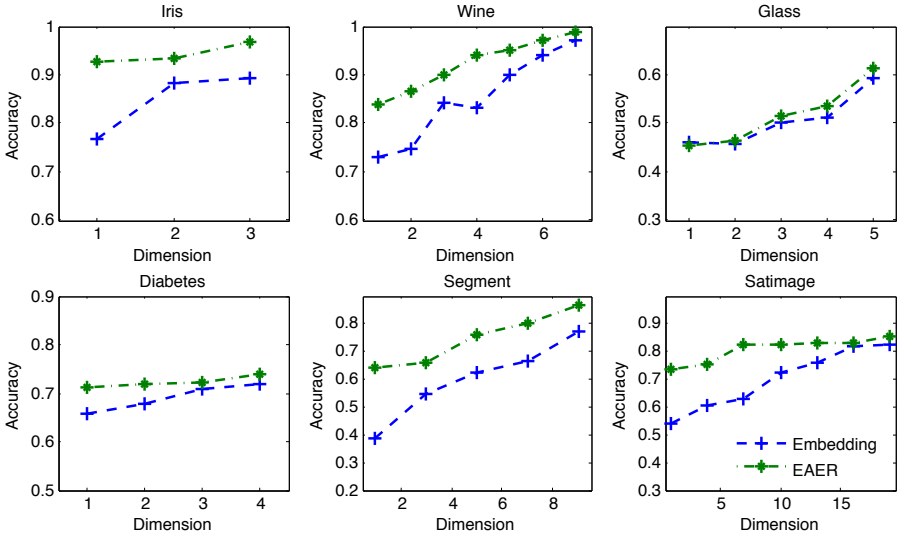 Iris
Wine
Glass
1
0.9
0.8
0.7
0.6
Accuracy
1
2
3
Dimension
1
0.9
0.8
0.7
0.6
Accuracy
2
4
6
Dimension
0.6
0.5
0.4
0.3
Accuracy
1
2
3
4
5
Dimension
Diabetes
Segment
Satimage
0.9
0.8
0.7
0.6
0.5
Accuracy
1
2
3
4
Dimension
0.8
0.7
0.6
0.5
0.4
0.3
0.2
Accuracy
2
4
6
8
Dimension
0.9
0.8
0.7
0.6
0.5
0.4
0.3
Accuracy
5
10
15
Dimension
Embedding
EAER